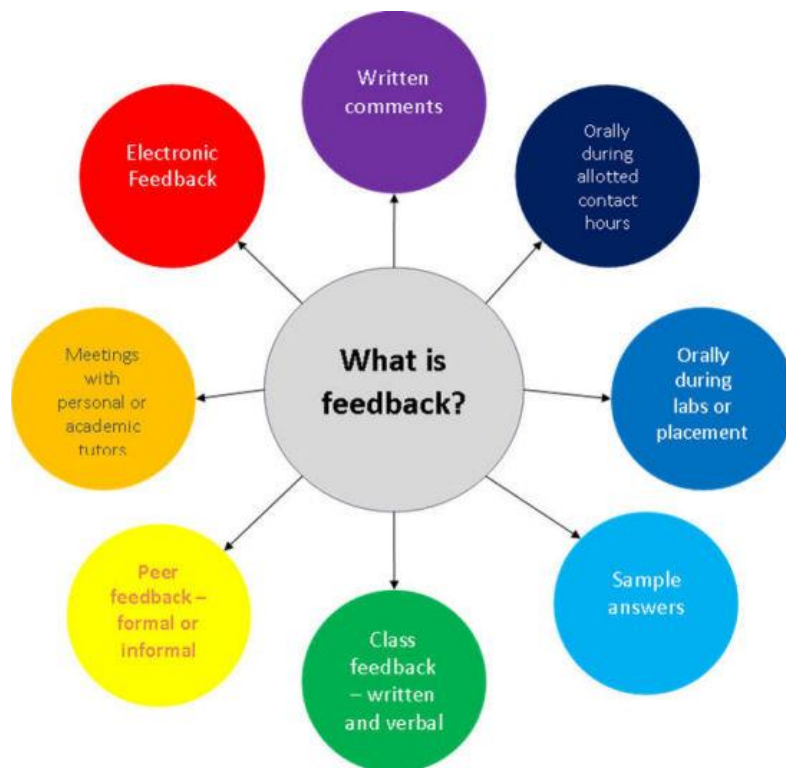 What is
feedback?
Written
comments
Orally
during
allotted
contact
hours
Orally
during
labs or
placement
Sample
answers
Class
feedback
– written
and verbal
Peer
feedback –
formal or
informal
Meetings
with
personal or
academic
tutors
Electronic
Feedback